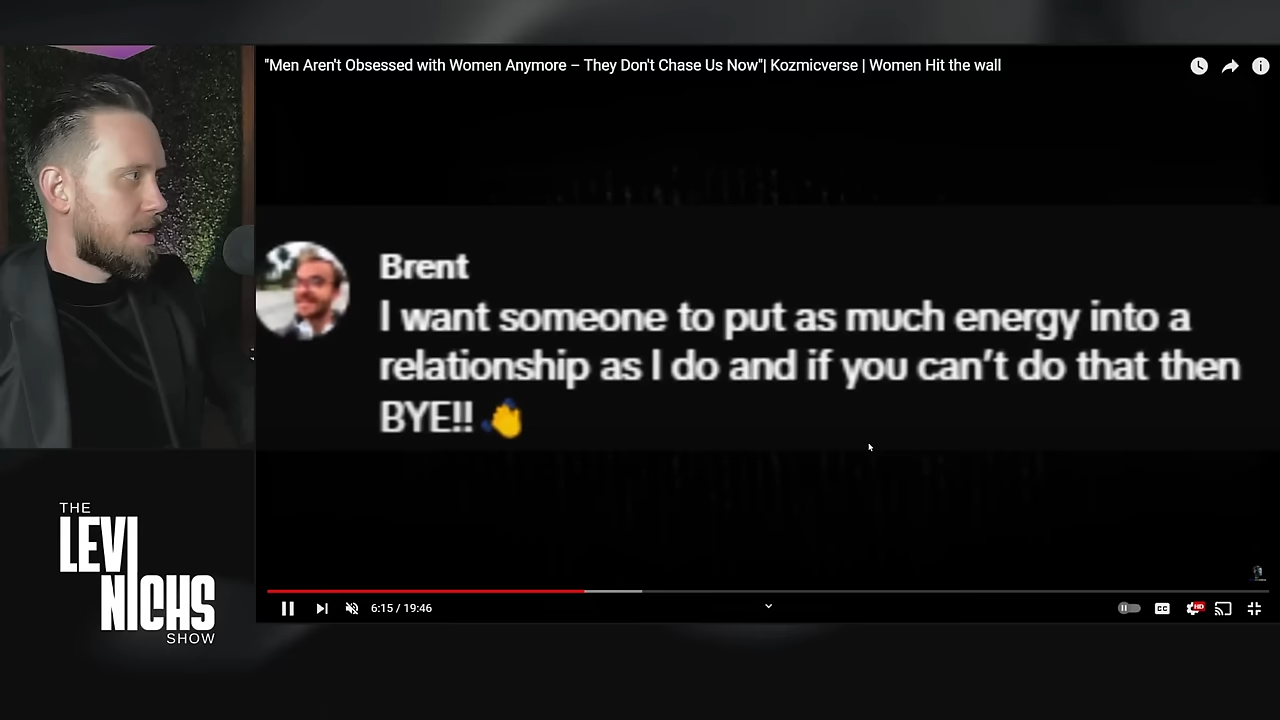 "Men Aren't Obsessed with Women Anymore – They Don't Chase Us Now"| Kozmicverse | Women Hit the wall
Brent
I want someone to put as much energy into a
relationship as I do and if you can't do that then
BYE!! 👋
THE
LEVI
NICHS
SHOW
6:15 / 19:46
CC
HD